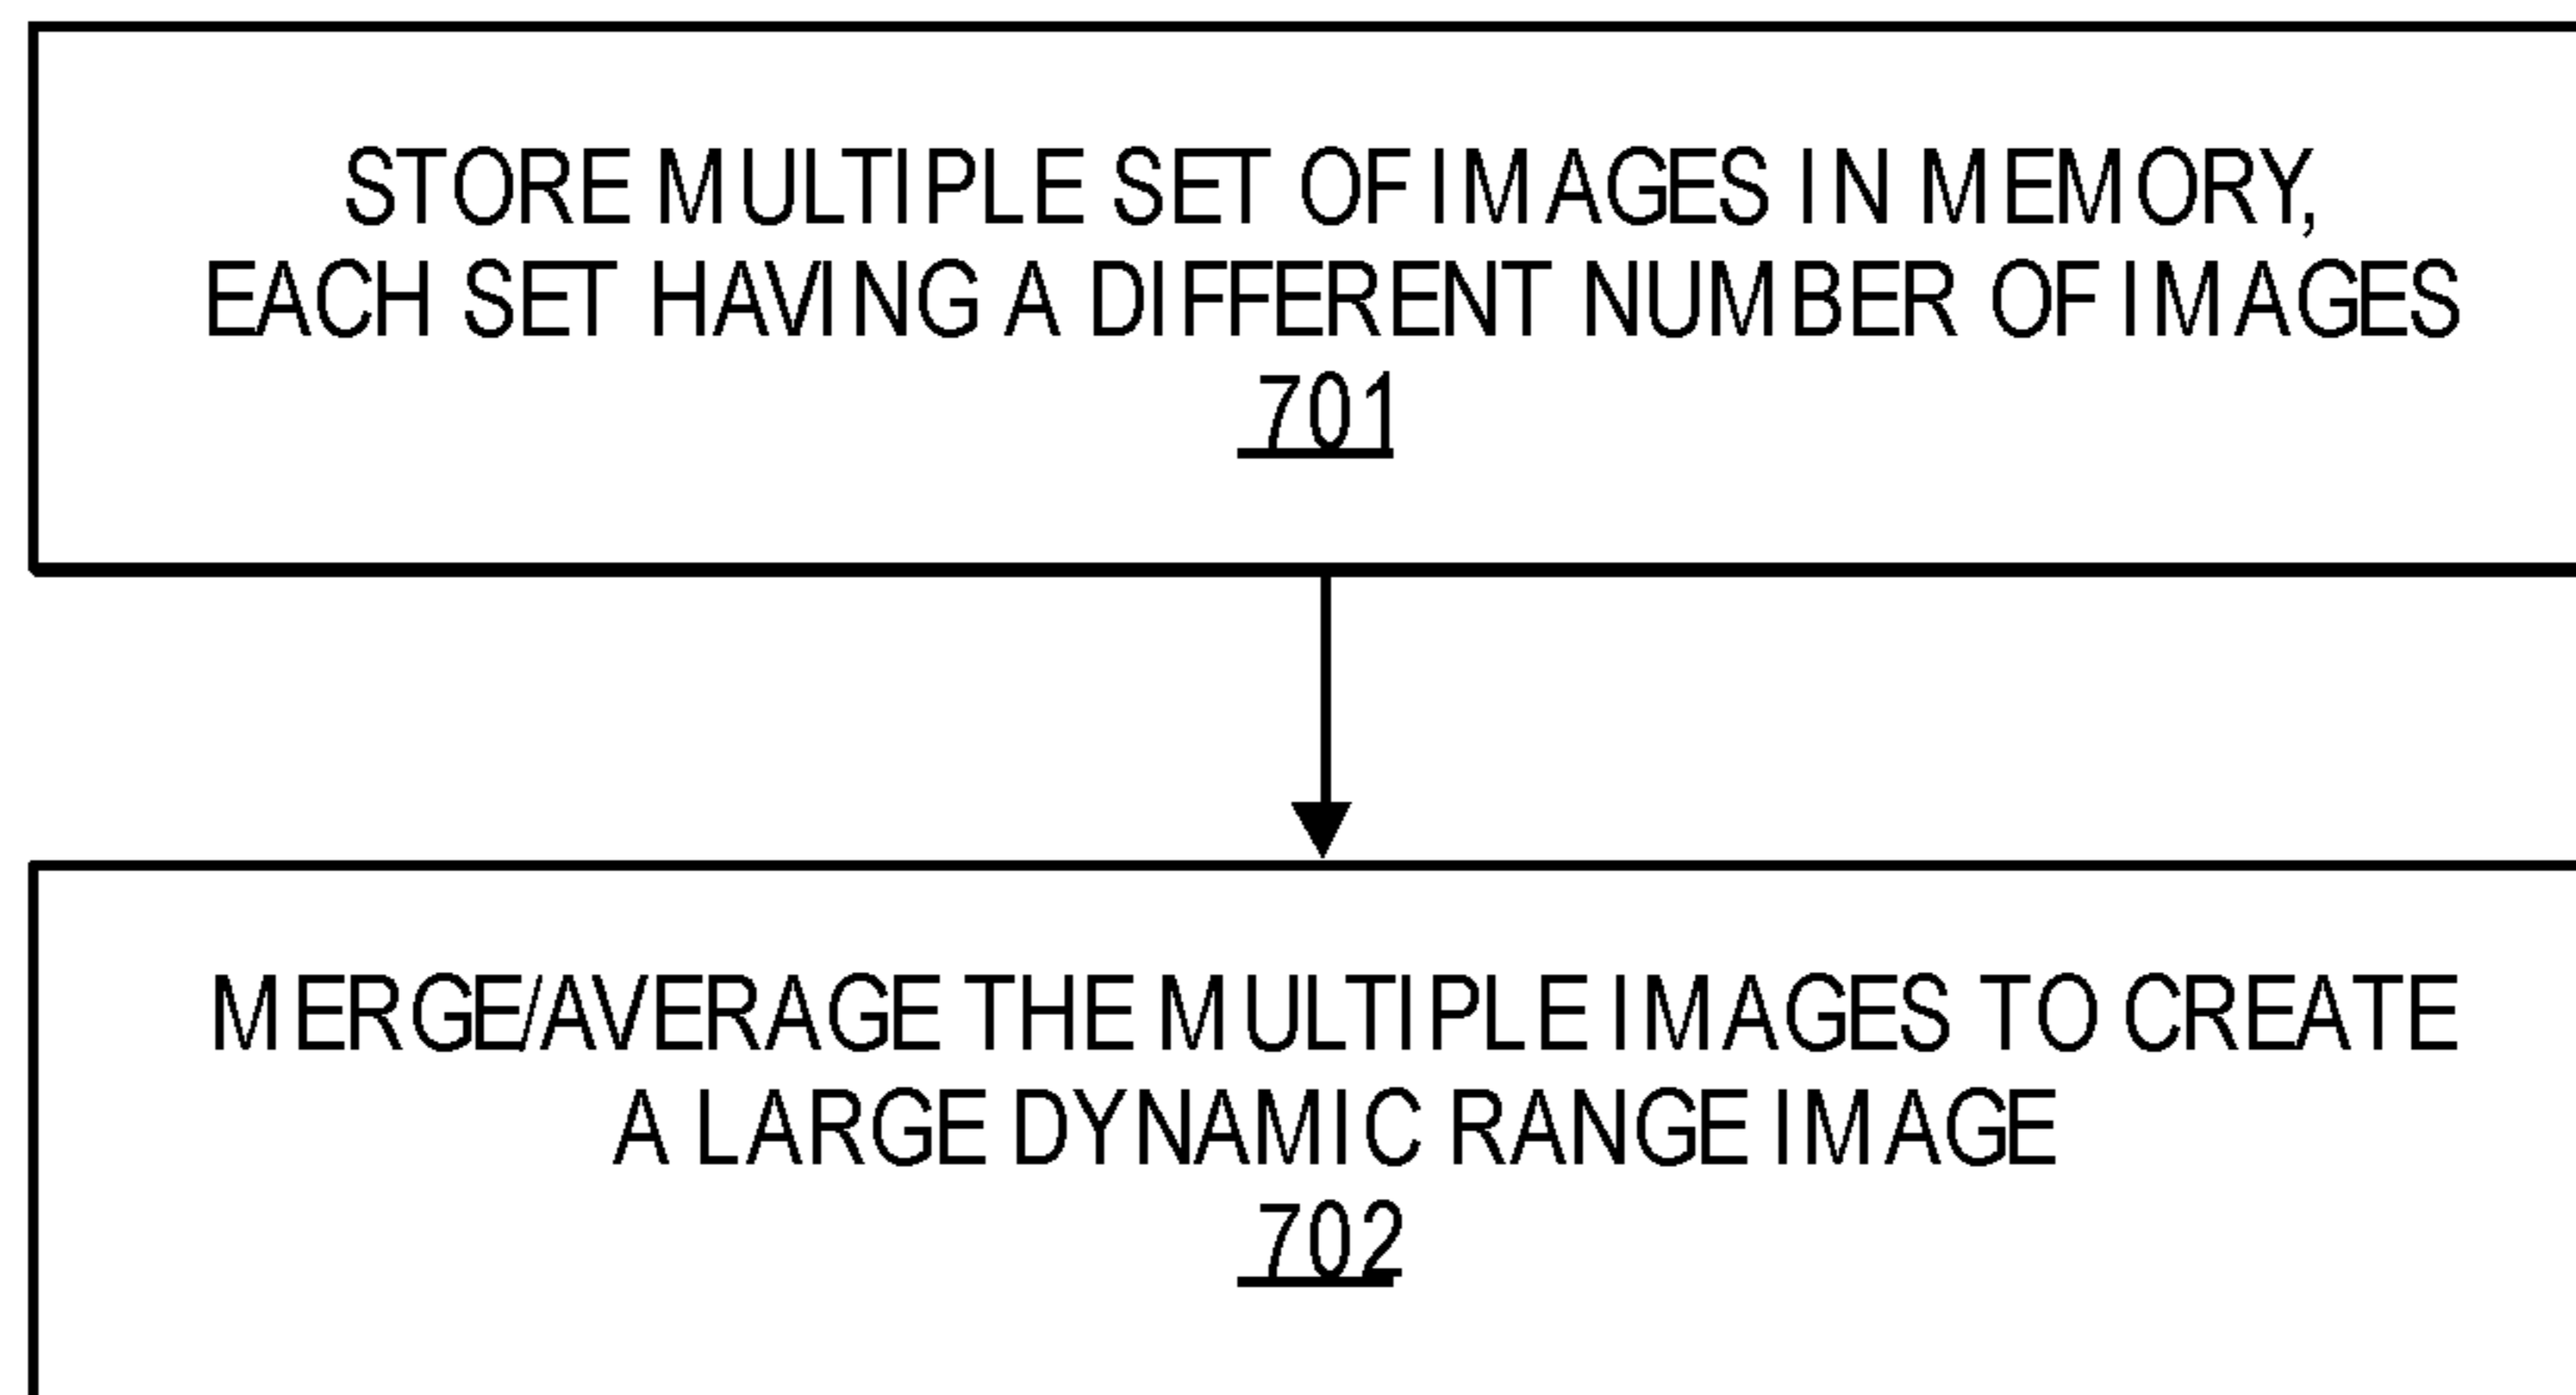 STORE MULTIPLE SET OF IMAGES IN MEMORY,
EACH SET HAVING A DIFFERENT NUMBER OF IMAGES
701
MERGE/AVERAGE THE MULTIPLE IMAGES TO CREATE
A LARGE DYNAMIC RANGE IMAGE
702